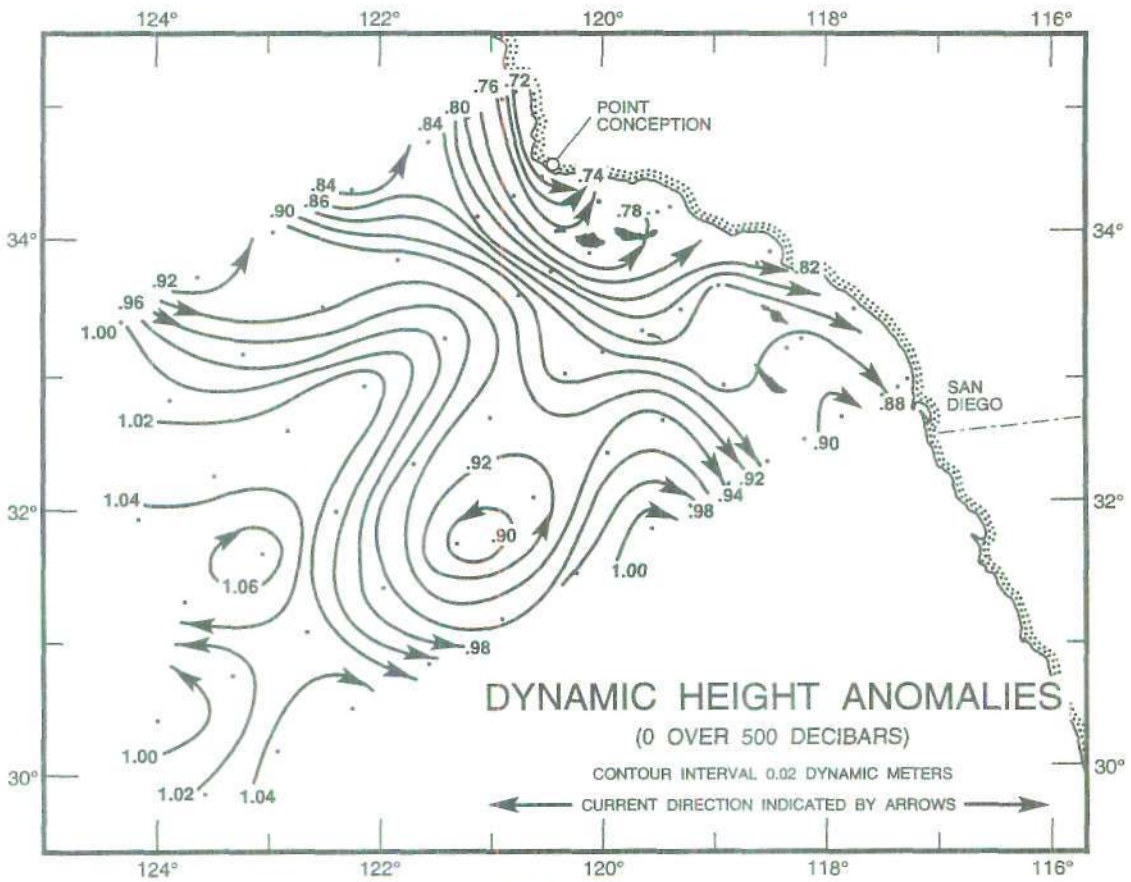 124° 122° 120° 118° 116°
.76 .72
.80
.84
POINT
CONCEPTION
.74
.84
.86
.90
.78
34° 34°
.82
.92
.96
1.00
SAN
DIEGO
.88
1.02
.90
.92
.92
1.04
.94
.98
32° 32°
.90
1.00
1.06
.98
DYNAMIC HEIGHT ANOMALIES
(0 OVER 500 DECIBARS)
1.00
30° 30°
CONTOUR INTERVAL 0.02 DYNAMIC METERS
1.02 1.04
CURRENT DIRECTION INDICATED BY ARROWS
124° 122° 120° 118° 116°